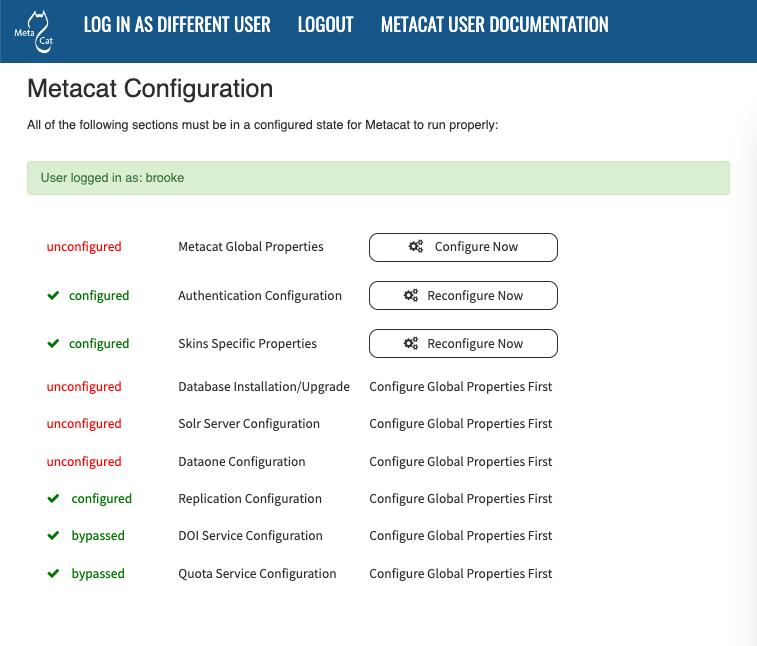 Meta Cat LOG IN AS DIFFERENT USER LOGOUT METACAT USER DOCUMENTATION
Metacat Configuration
All of the following sections must be in a configured state for Metacat to run properly:
User logged in as: brooke
unconfigured Metacat Global Properties Configure Now
configured Authentication Configuration Reconfigure Now
configured Skins Specific Properties Reconfigure Now
unconfigured Database Installation/Upgrade Configure Global Properties First
unconfigured Solr Server Configuration Configure Global Properties First
unconfigured Dataone Configuration Configure Global Properties First
configured Replication Configuration Configure Global Properties First
bypassed DOI Service Configuration Configure Global Properties First
bypassed Quota Service Configuration Configure Global Properties First